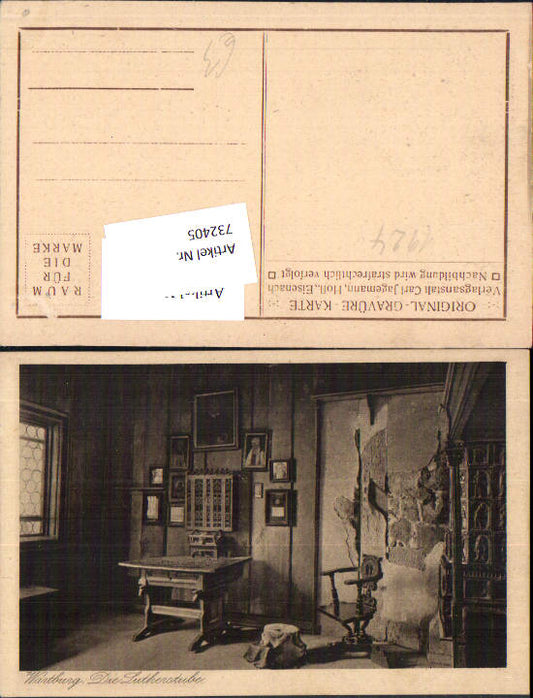 ORIGINAL - GRAVÜRE - KARTE
Verlagsanstalt Carl Jagemann, Hofl., Eisenach
Nachbildung wird strafrechtlich verfolgt
RAUM
FÜR
DIE
MARKE
Artikel Nr.
732405
1924
63
Wartburg. Die Lutherstube.